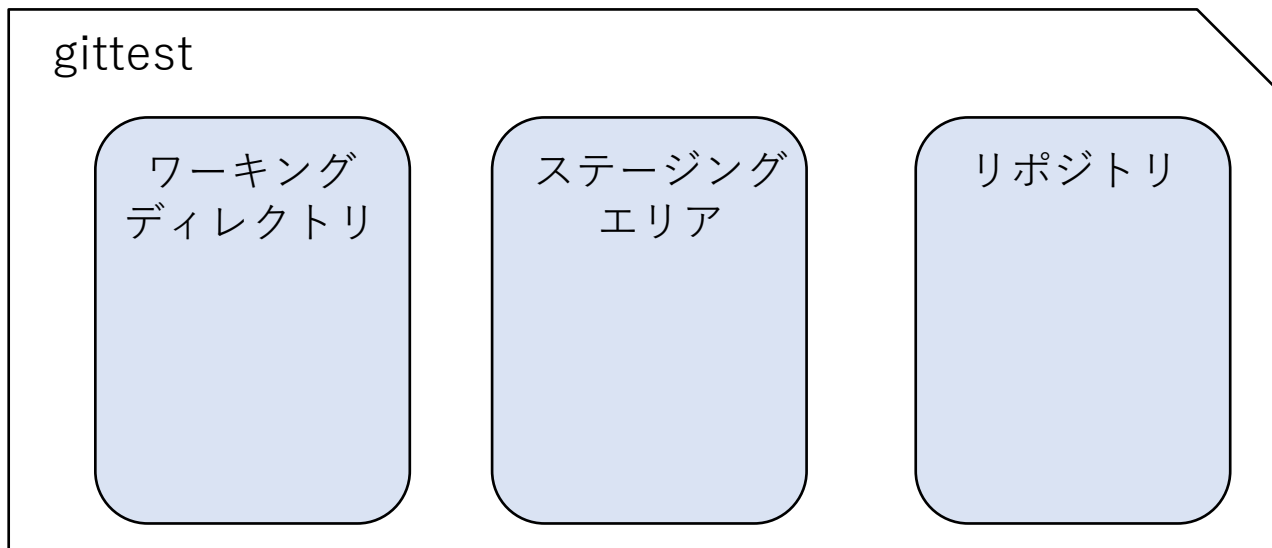 gittest
ワーキング
ディレクトリ
ステージング
エリア
リポジトリ